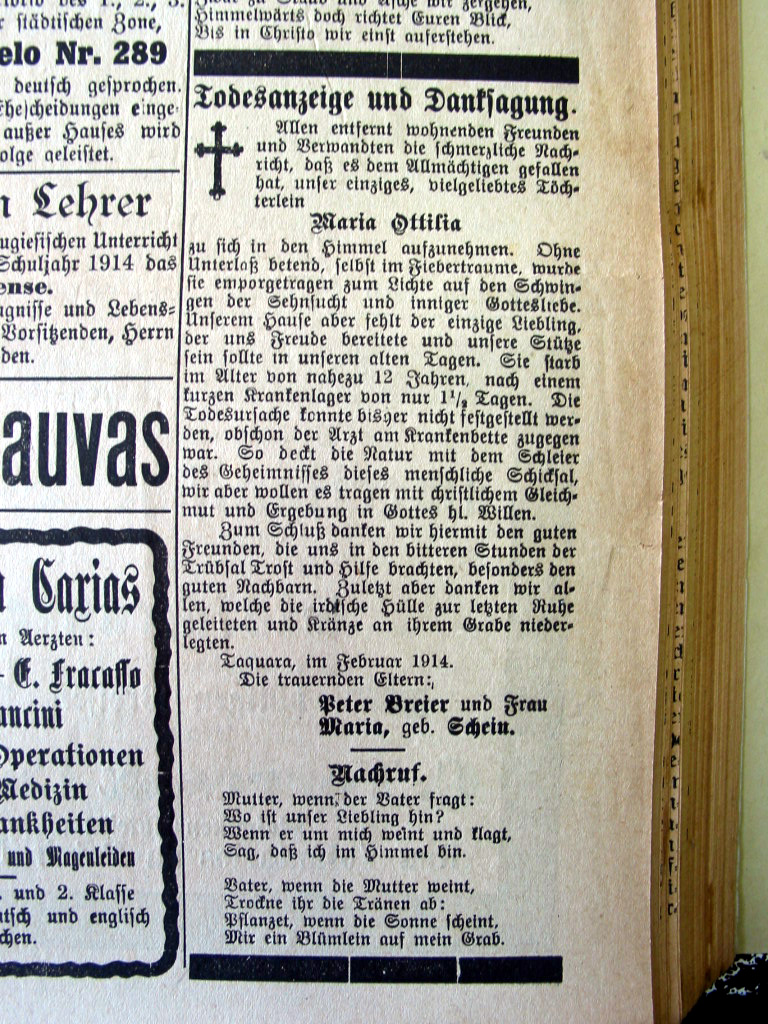 städtischen Zone,
elo Nr. 289
deutsch gesprochen.
Ehescheidungen einge-
außer Hauses wird
olge geleistet.
Lehrer
ugiesischen Unterricht
Schuljahr 1914 das
ense.
ugnisse und Lebens-
Vorsitzenden, Herrn
den.
auvas
Caxias
n Aerzten:
E. Fracasso
ancini
Operationen
Medizin
ankheiten
und Magenleiden
und 2. Klasse
utsch und englisch
chen.
Himmelwärts doch richtet Euren Blick,
Bis in Christo wir einst auferstehen.
Todesanzeige und Danksagung.
Allen entfernt wohnenden Freunden
und Verwandten die schmerzliche Nach-
richt, daß es dem Allmächtigen gefallen
hat, unser einziges, vielgeliebtes Töch-
terlein
Maria Ottilia
zu sich in den Himmel aufzunehmen. Ohne
Unterlaß betend, selbst im Fiebertraume, wurde
sie emporgetragen zum Lichte auf den Schwin-
gen der Sehnsucht und inniger Gottesliebe.
Unserem Hause aber fehlt der einzige Liebling,
der uns Freude bereitete und unsere Stütze
sein sollte in unseren alten Tagen. Sie starb
im Alter von nahezu 12 Jahren, nach einem
kurzen Krankenlager von nur 1½ Tagen. Die
Todesursache konnte bisher nicht festgestellt wer-
den, obschon der Arzt am Krankenbette zugegen
war. So deckt die Natur mit dem Schleier
des Geheimnisses dieses menschliche Schicksal,
wir aber wollen es tragen mit christlichem Gleich-
mut und Ergebung in Gottes hl. Willen.
Zum Schluß danken wir hiermit den guten
Freunden, die uns in den bitteren Stunden der
Trübsal Trost und Hilfe brachten, besonders den
guten Nachbarn. Zuletzt aber danken wir al-
len, welche die irdische Hülle zur letzten Ruhe
geleiteten und Kränze an ihrem Grabe nieder-
legten.
Taquara, im Februar 1914.
Die trauernden Eltern:
Peter Breier und Frau
Maria, geb. Schein.
Nachruf.
Mutter, wenn der Vater fragt:
Wo ist unser Liebling hin?
Wenn er um mich weint und klagt,
Sag, daß ich im Himmel bin.
Vater, wenn die Mutter weint,
Trockne ihr die Tränen ab:
Pflanzet, wenn die Sonne scheint,
Mir ein Blümlein auf mein Grab.